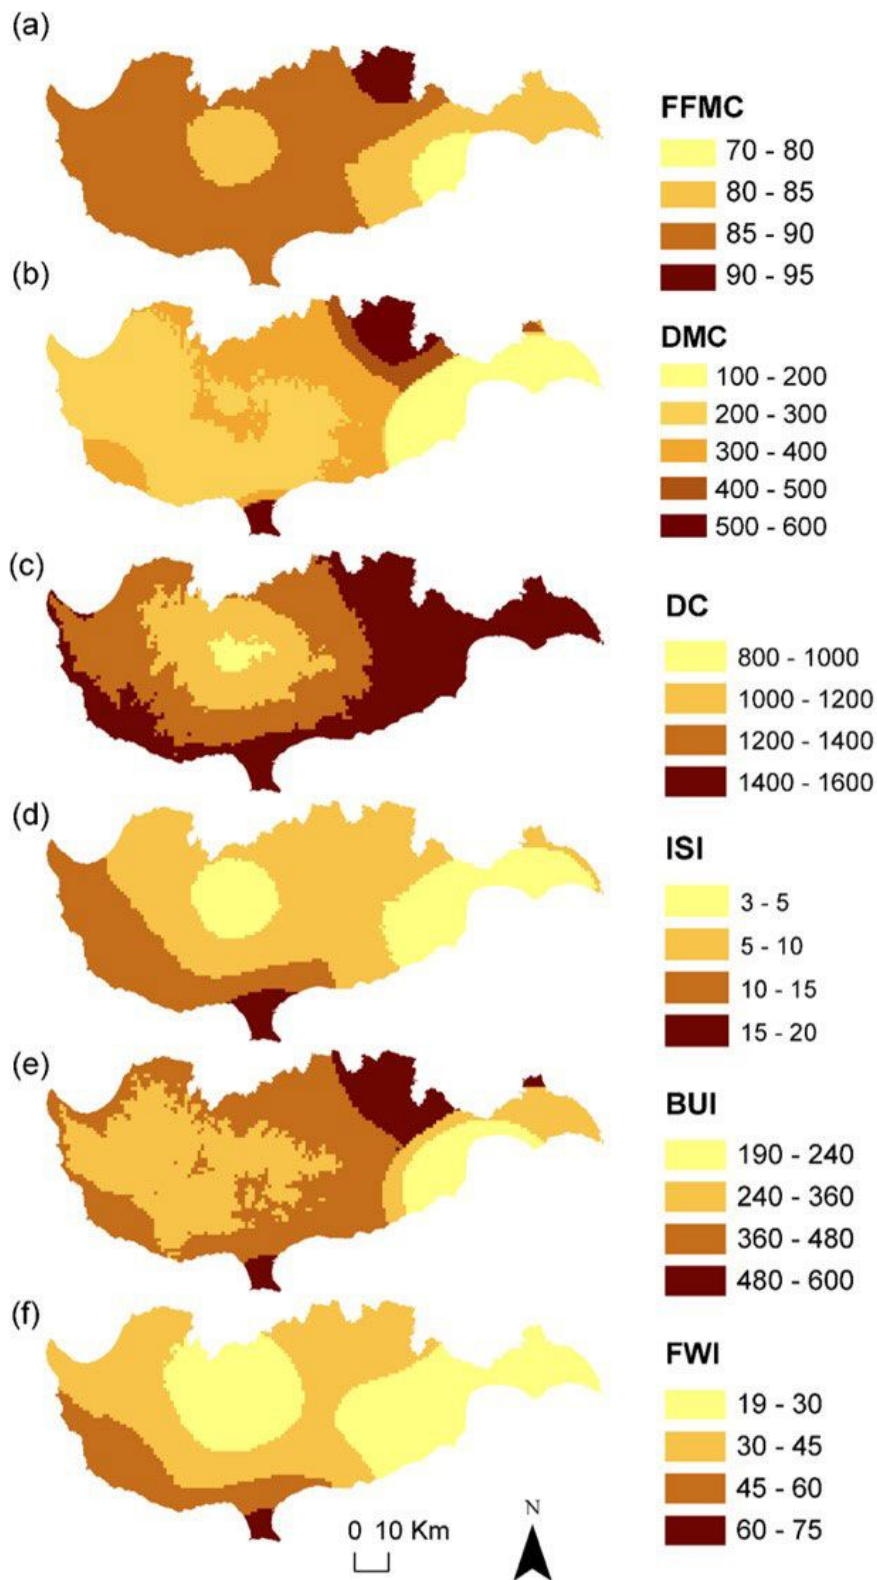 (a)
FFMC
70 - 80
80 - 85
85 - 90
90 - 95
(b)
DMC
100 - 200
200 - 300
300 - 400
400 - 500
500 - 600
(c)
DC
800 - 1000
1000 - 1200
1200 - 1400
1400 - 1600
(d)
ISI
3 - 5
5 - 10
10 - 15
15 - 20
(e)
BUI
190 - 240
240 - 360
360 - 480
480 - 600
(f)
FWI
19 - 30
30 - 45
45 - 60
60 - 75
N
0 10 Km